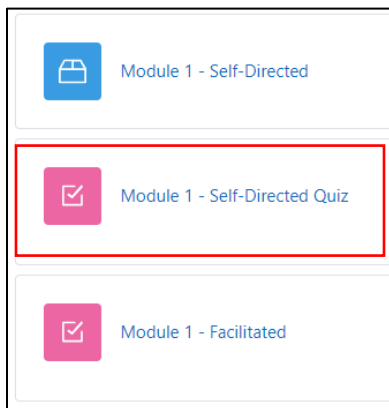 Module 1 - Self-Directed
Module 1 - Self-Directed Quiz
Module 1 - Facilitated